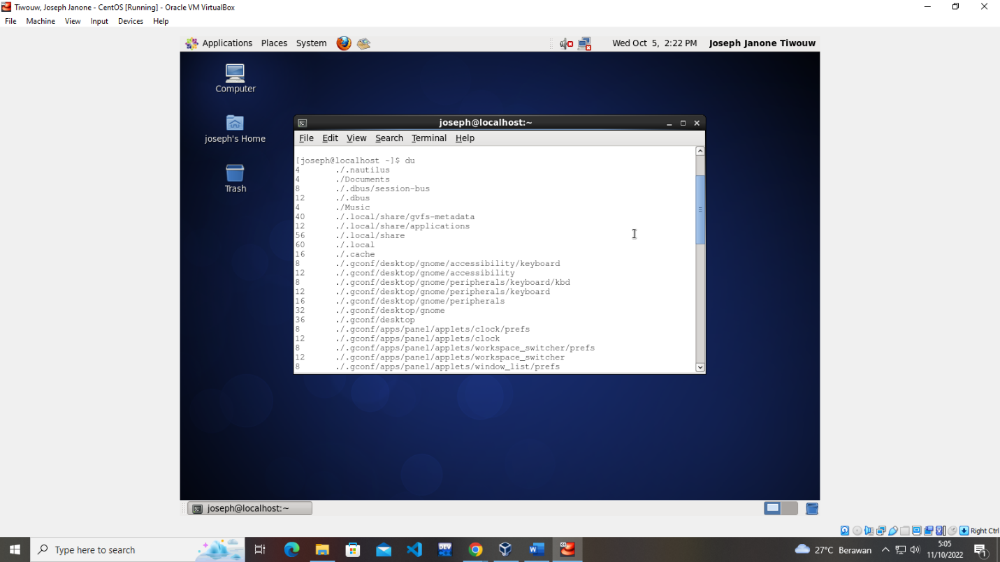 Tiwouw, Joseph Janone - CentOS [Running] - Oracle VM VirtualBox
File Machine View Input Devices Help
Applications Places System Wed Oct 5, 2:22 PM Joseph Janone Tiwouw
Computer
joseph's Home
Trash
joseph@localhost:~
File Edit View Search Terminal Help
[joseph@localhost ~]$ du
4 ./.nautilus
4 ./Documents
8 ./.dbus/session-bus
12 ./.dbus
4 ./Music
40 ./.local/share/gvfs-metadata
12 ./.local/share/applications
56 ./.local/share
60 ./.local
16 ./.cache
8 ./.gconf/desktop/gnome/accessibility/keyboard
12 ./.gconf/desktop/gnome/accessibility
8 ./.gconf/desktop/gnome/peripherals/keyboard/kbd
12 ./.gconf/desktop/gnome/peripherals/keyboard
16 ./.gconf/desktop/gnome/peripherals
32 ./.gconf/desktop/gnome
36 ./.gconf/desktop
8 ./.gconf/apps/panel/applets/clock/prefs
12 ./.gconf/apps/panel/applets/clock
8 ./.gconf/apps/panel/applets/workspace_switcher/prefs
12 ./.gconf/apps/panel/applets/workspace_switcher
8 ./.gconf/apps/panel/applets/window_list/prefs
joseph@localhost:~
Right Ctrl
Type here to search
DEV
27°C Berawan
5:05
11/10/2022
1